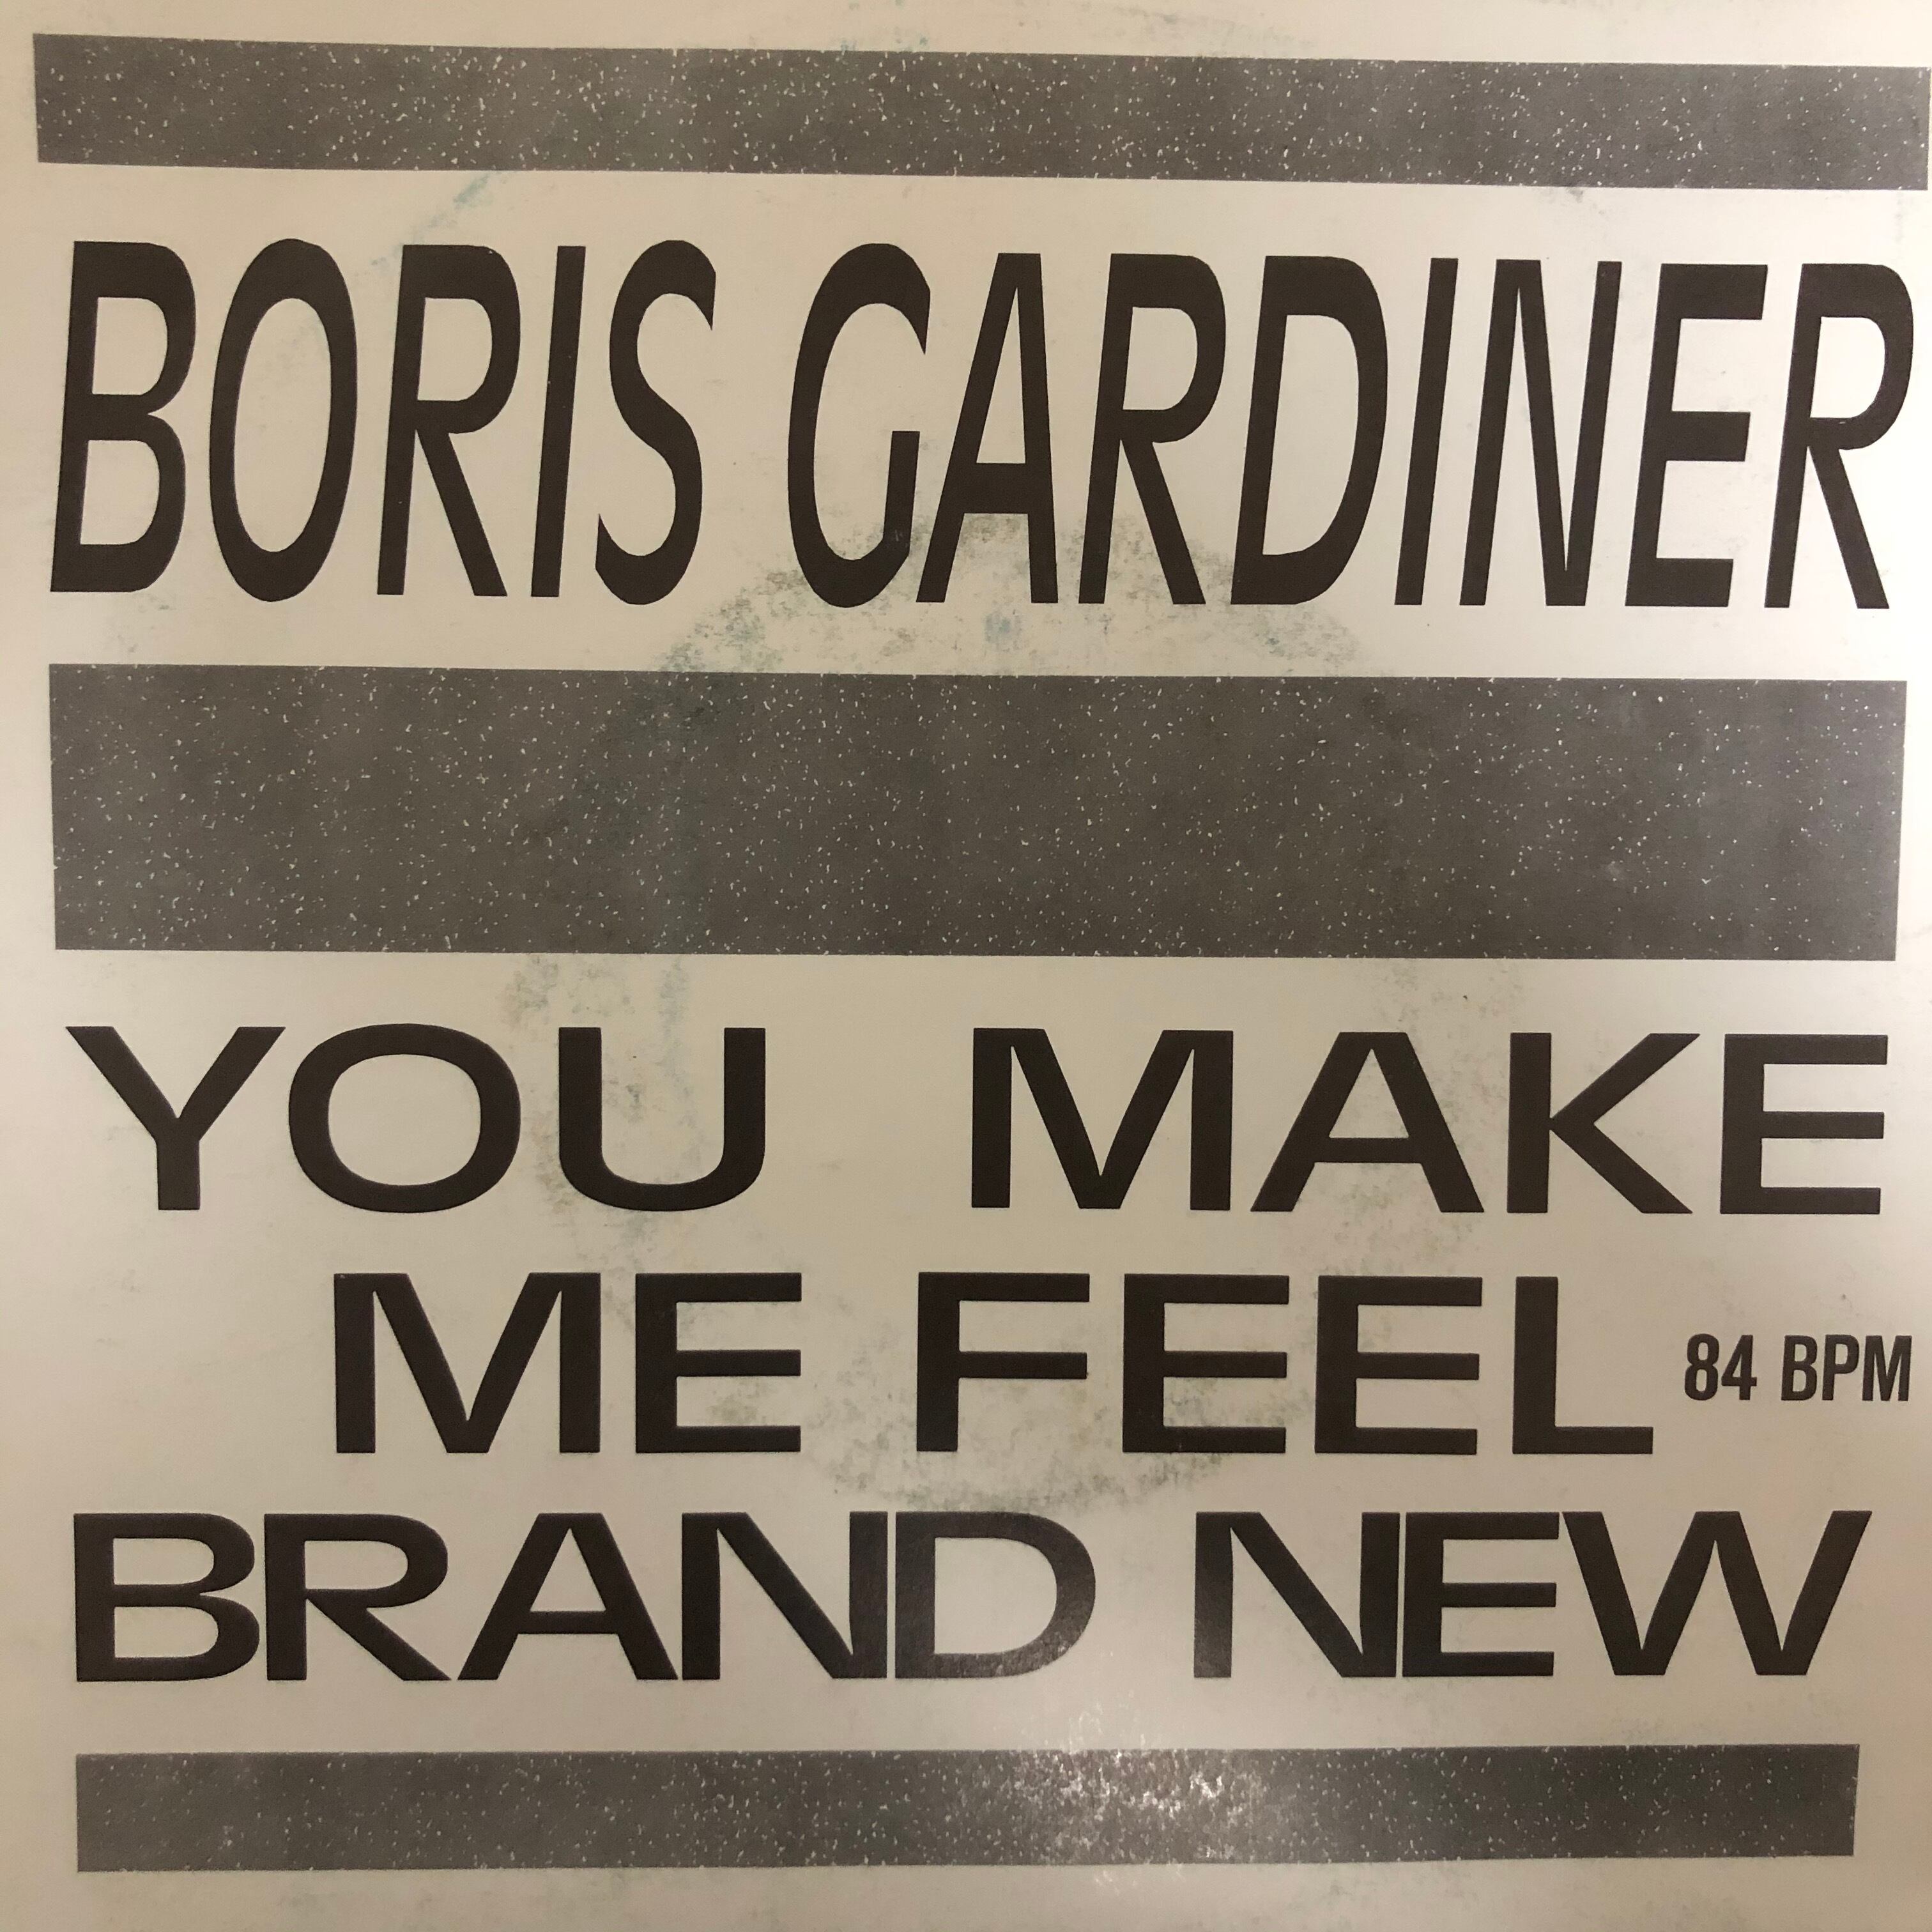 BORIS GARDINER
YOU MAKE
ME FEEL
84 BPM
BRAND NEW